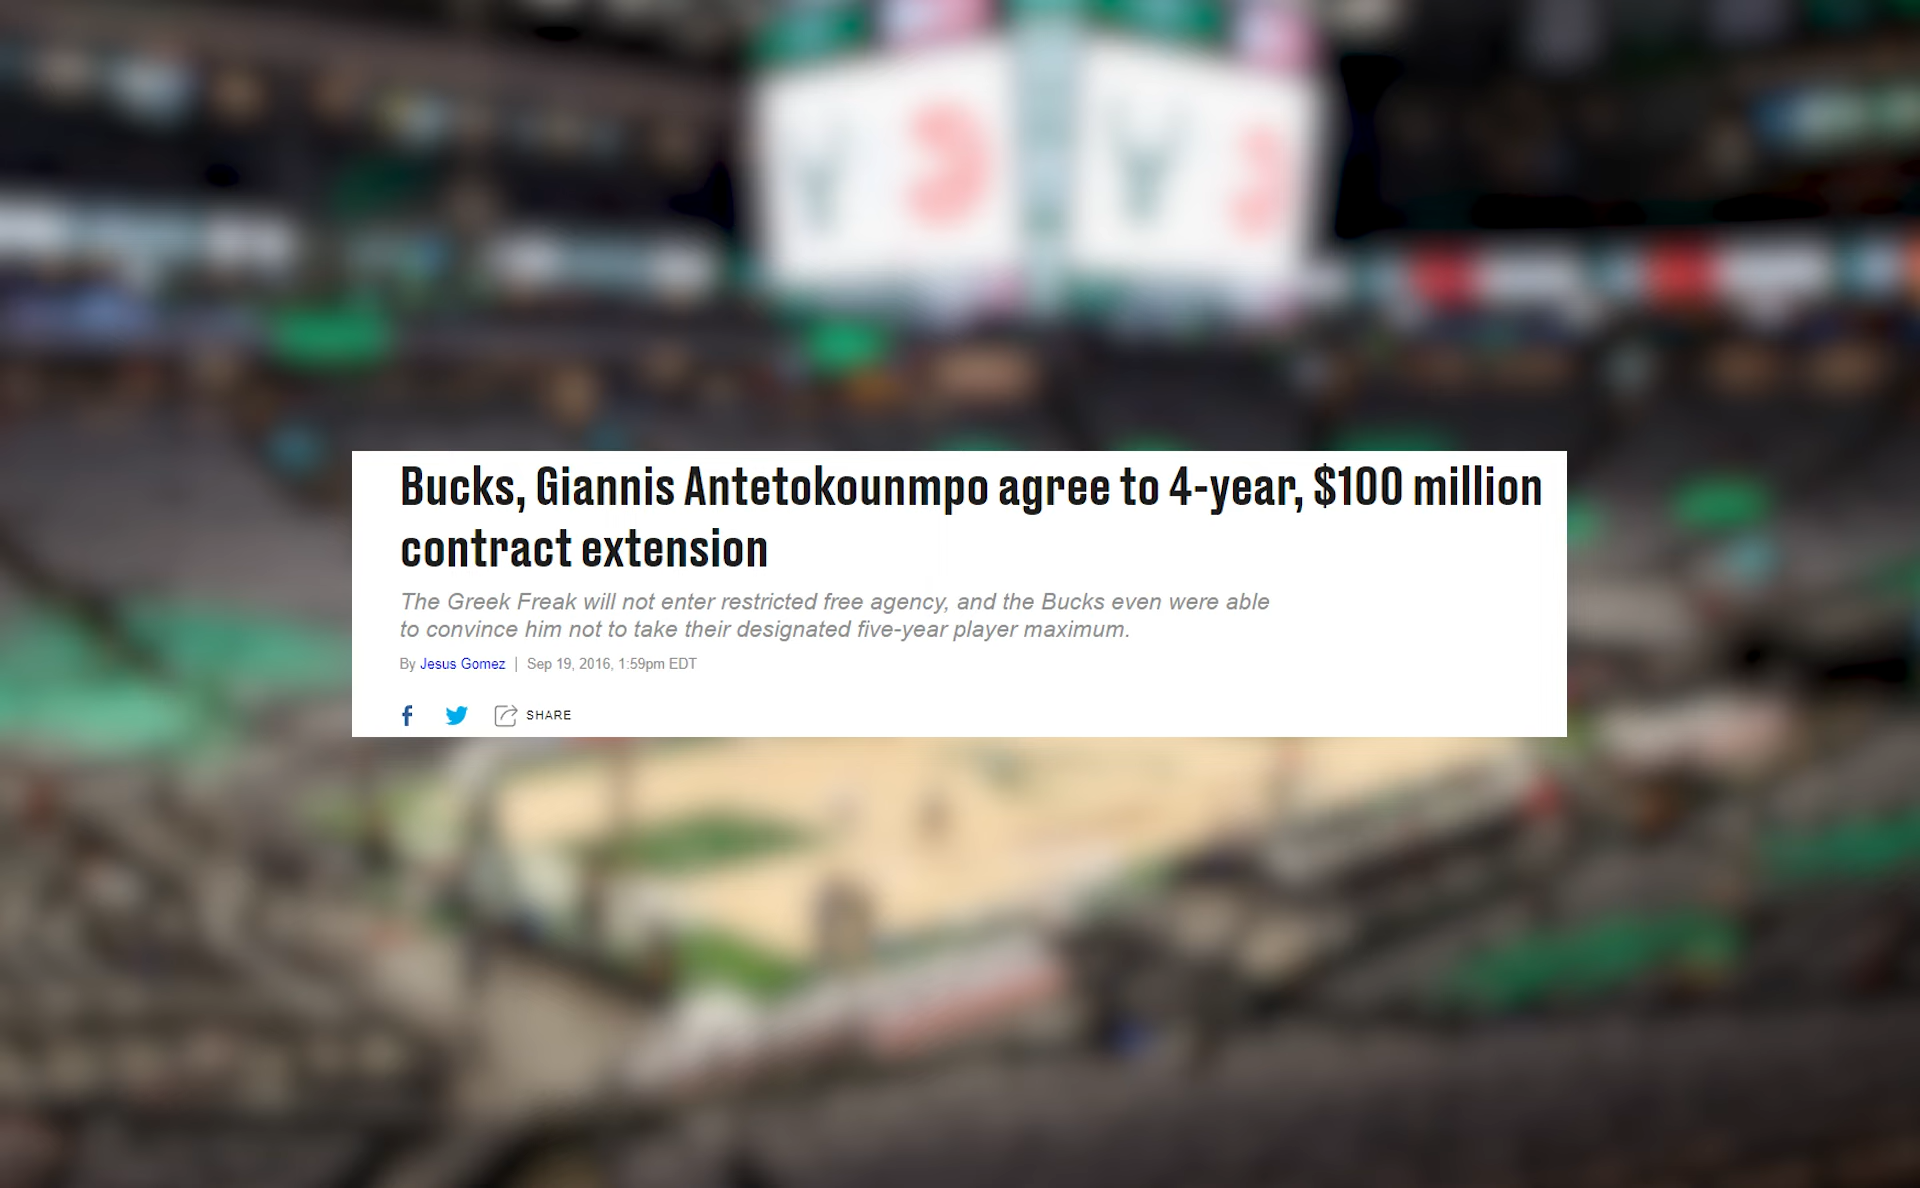 Bucks, Giannis Antetokounmpo agree to 4-year, $100 million
contract extension
The Greek Freak will not enter restricted free agency, and the Bucks even were able
to convince him not to take their designated five-year player maximum.
By Jesus Gomez | Sep 19, 2016, 1:59pm EDT
SHARE